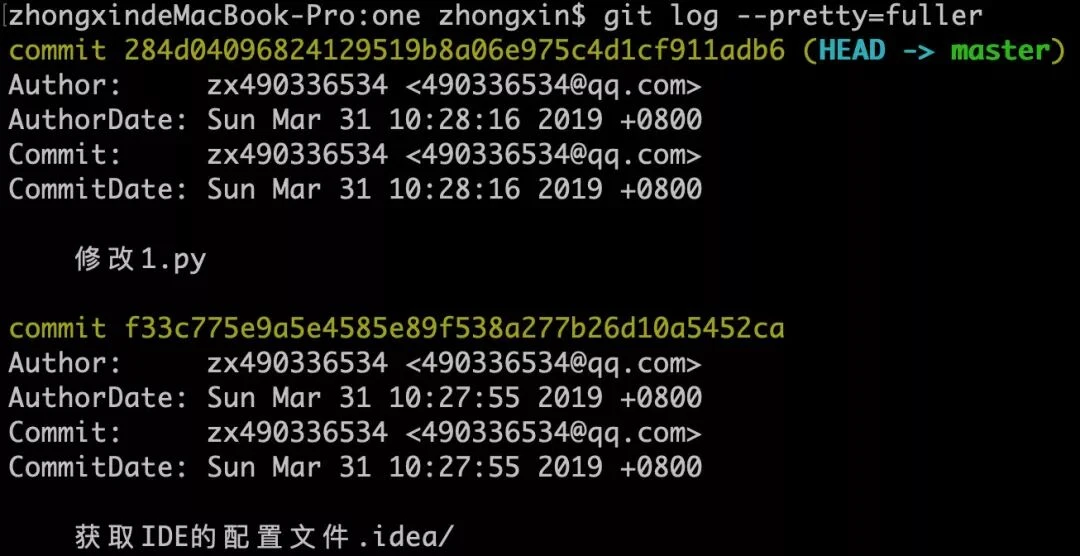 zhongxindeMacBook-Pro:one zhongxin$ git log --pretty=fuller
commit 284d04096824129519b8a06e975c4d1cf911adb6 (HEAD -> master)
Author:     zx490336534 <490336534@qq.com>
AuthorDate: Sun Mar 31 10:28:16 2019 +0800
Commit:     zx490336534 <490336534@qq.com>
CommitDate: Sun Mar 31 10:28:16 2019 +0800
修改1.py
commit f33c775e9a5e4585e89f538a277b26d10a5452ca
Author:     zx490336534 <490336534@qq.com>
AuthorDate: Sun Mar 31 10:27:55 2019 +0800
Commit:     zx490336534 <490336534@qq.com>
CommitDate: Sun Mar 31 10:27:55 2019 +0800
获取IDE的配置文件.idea/